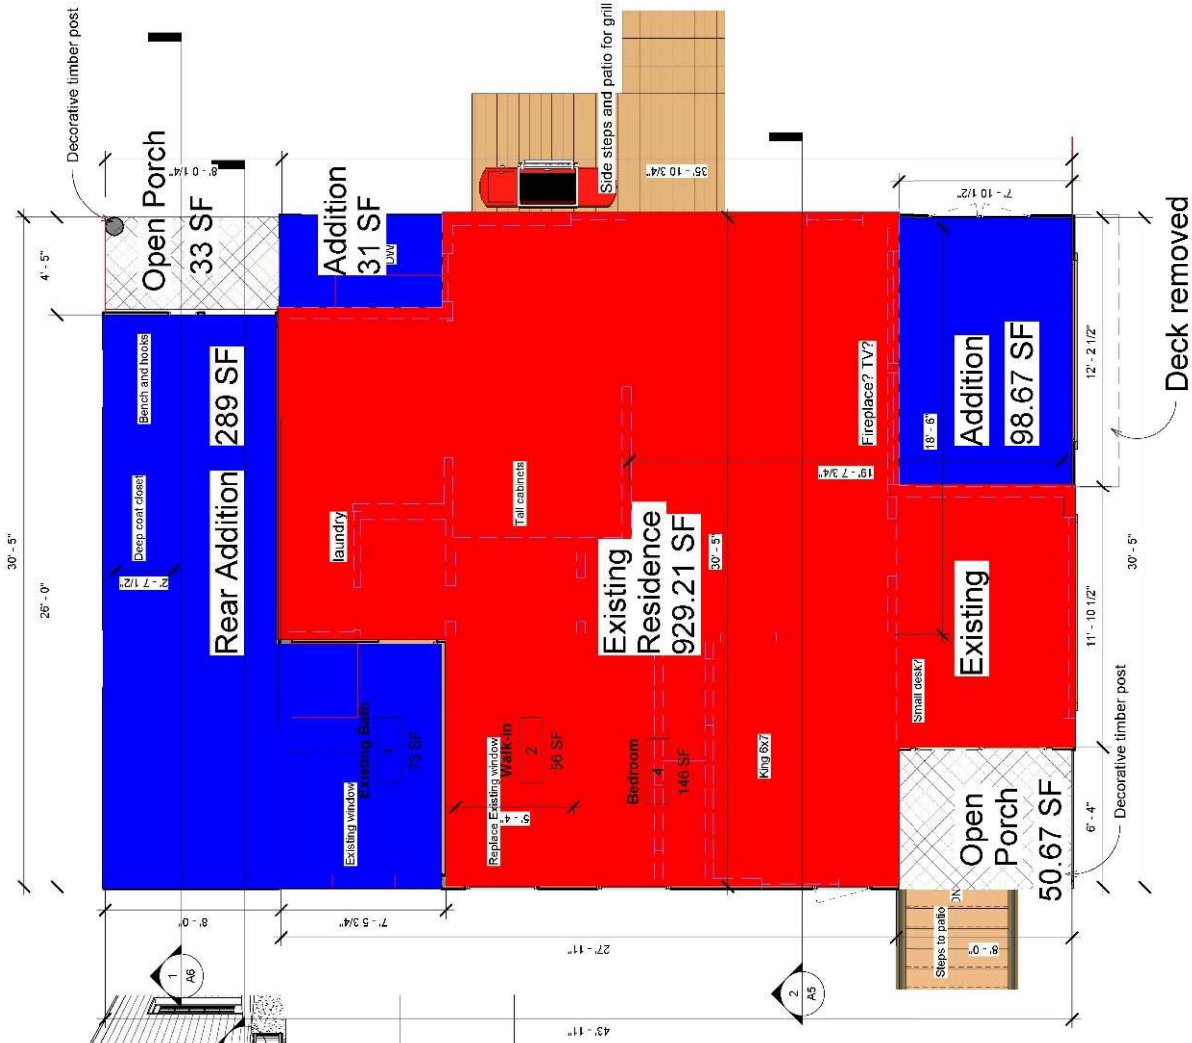 Decorative timber post
Side steps and patio for grill
8' - 0 1/4"
35' - 10 3/4"
7' - 10 1/2"
Open Porch
33 SF
Addition
31 SF
DW
4' - 5"
30' - 5"
26' - 0"
Bench and hooks
Deep coat closet
2' - 7 1/2"
Rear Addition 289 SF
laundry
Tall cabinets
Existing
Residence
929.21 SF
30' - 5"
19' - 7 3/4"
Fireplace? TV?
18' - 6"
Addition
98.67 SF
12' - 2 1/2"
Deck removed
Existing
Small desk?
11' - 10 1/2"
30' - 5"
Existing window
Existing Bath
1
73 SF
Replace Existing window
Walk-in
2
56 SF
5' - 4"
Bedroom
4
146 SF
King 6x7
Open
Porch
50.67 SF
6' - 4"
Decorative timber post
DN
Steps to patio
8' - 0"
8' - 0"
7' - 5 3/4"
27' - 11"
43' - 11"
1
A6
2
A5